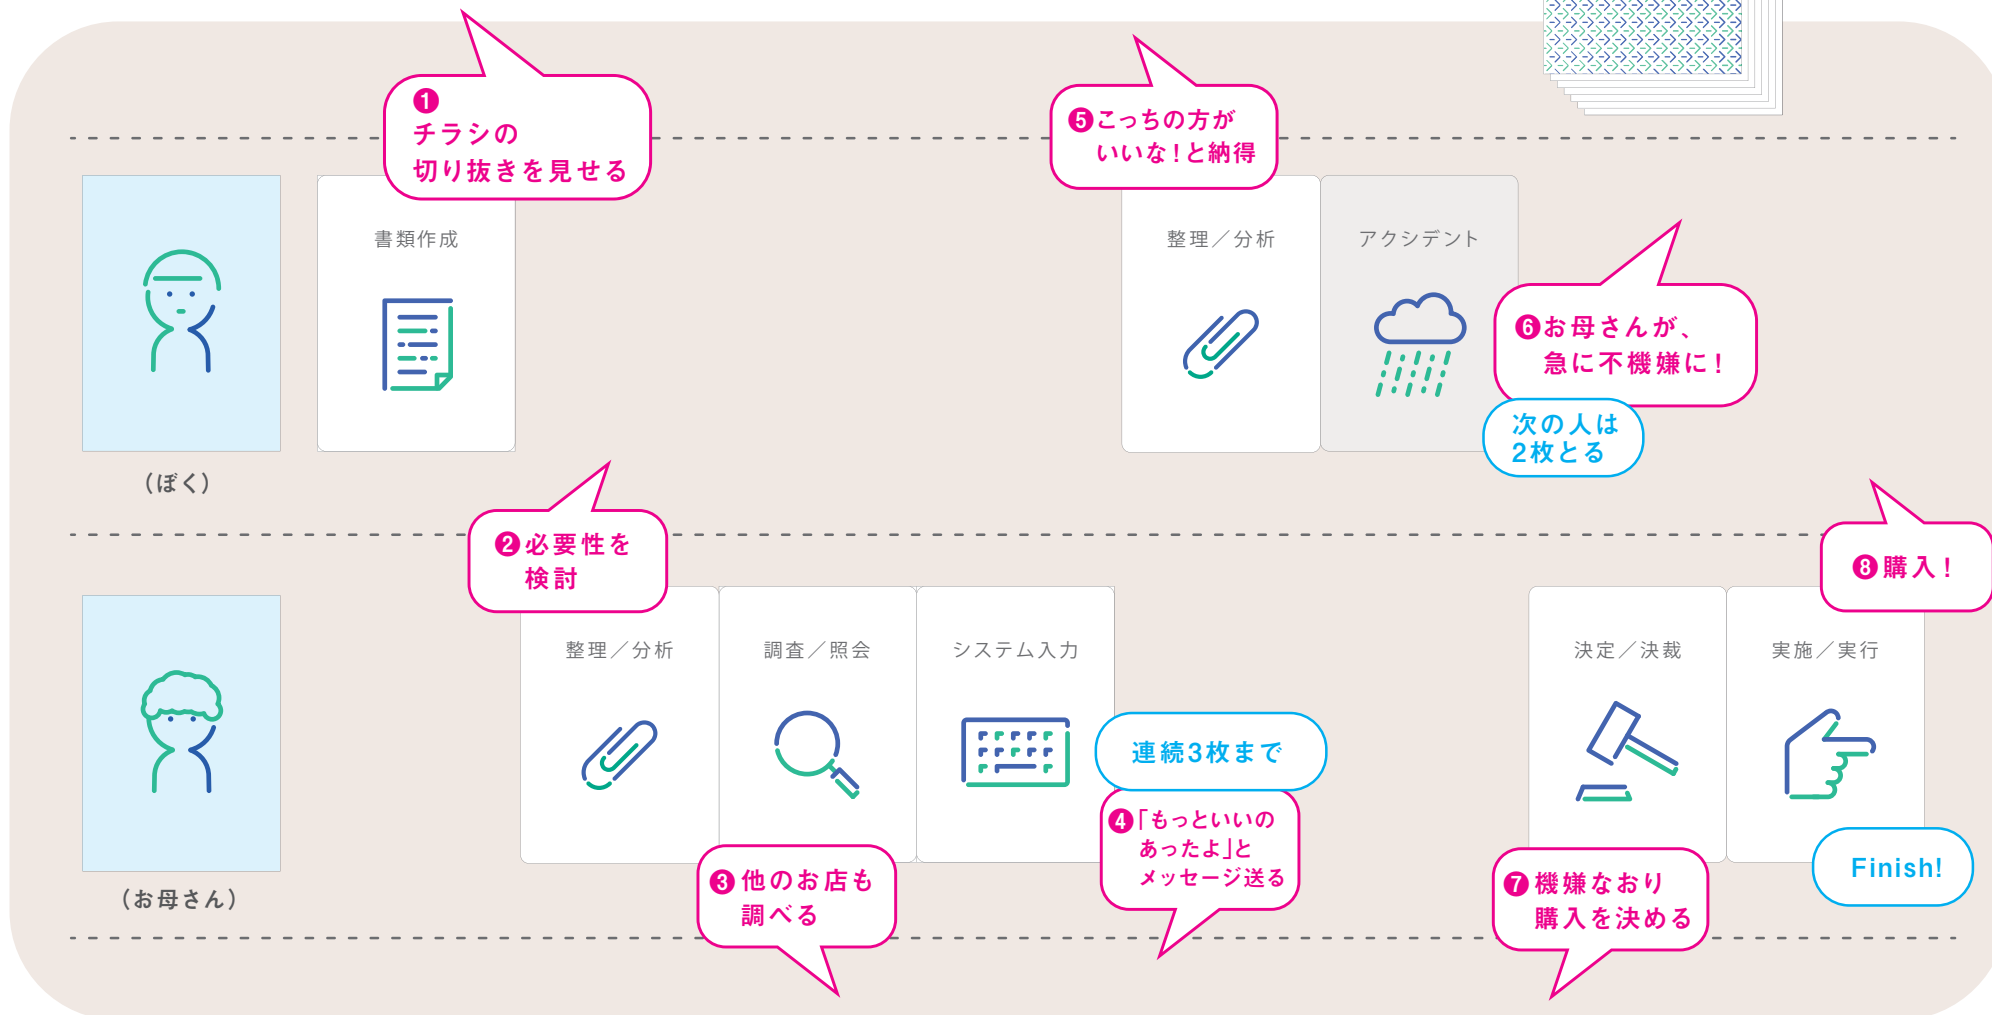 ❶
チラシの
切り抜きを見せる
❺こっちの方が
いいな！と納得
書類作成
整理／分析
アクシデント
❻お母さんが、
急に不機嫌に！
次の人は
2枚とる
（ぼく）
❷必要性を
検討
❽購入！
整理／分析
調査／照会
システム入力
決定／決裁
実施／実行
連続3枚まで
❹「もっといいの
あったよ」と
メッセージ送る
❸他のお店も
調べる
❼機嫌なおり
購入を決める
Finish!
（お母さん）